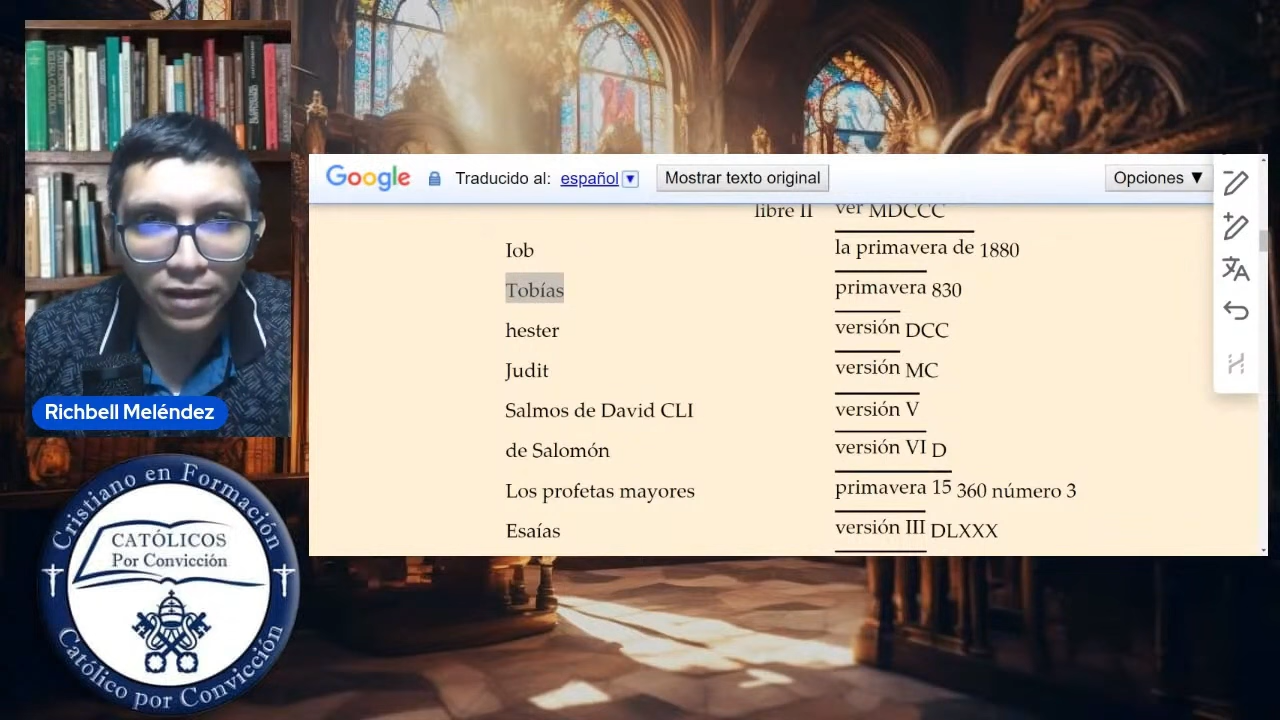 Google Traducido al: español ▼ Mostrar texto original Opciones ▼
libre II ver MDCCC
Iob la primavera de 1880
Tobías primavera 830
hester versión DCC
Judit versión MC
Salmos de David CLI versión V
de Salomón versión VI D
Los profetas mayores primavera 15 360 número 3
Esaías versión III DLXXX
Richbell Meléndez
Cristiano en Formación
CATÓLICOS
Por Convicción
Católico por Convicción